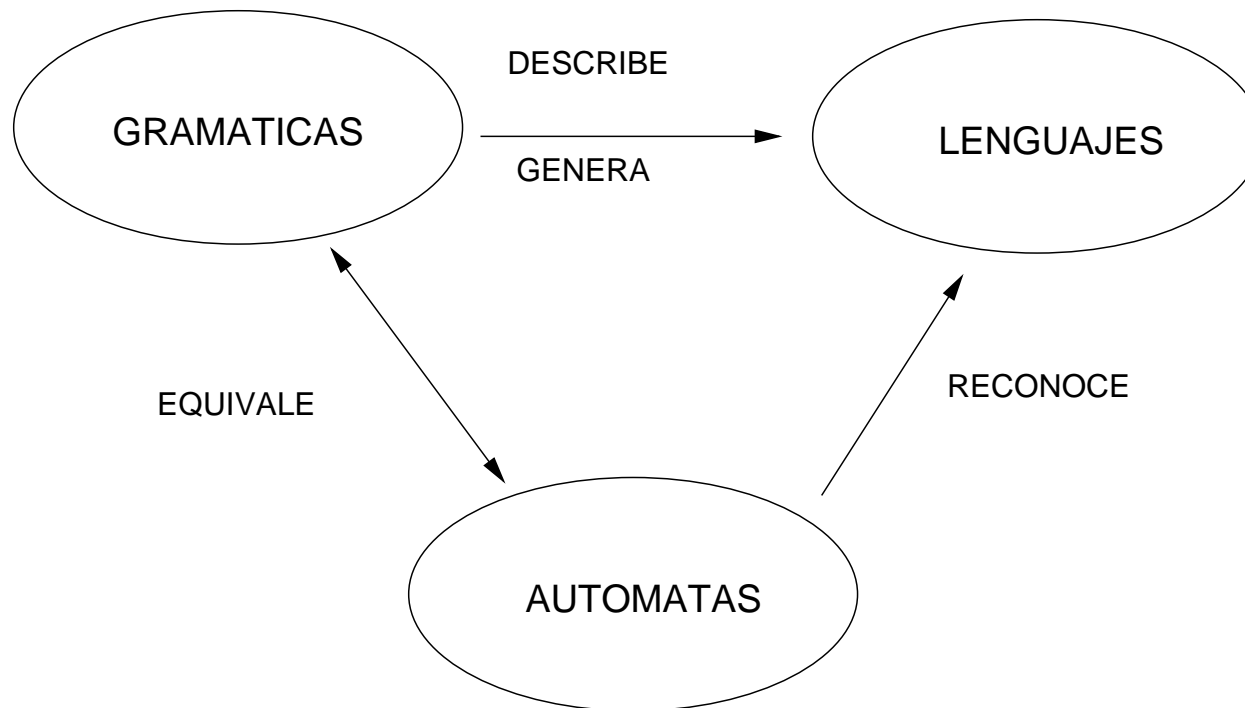 DESCRIBE
GRAMATICAS
LENGUAJES
GENERA
EQUIVALE
RECONOCE
AUTOMATAS